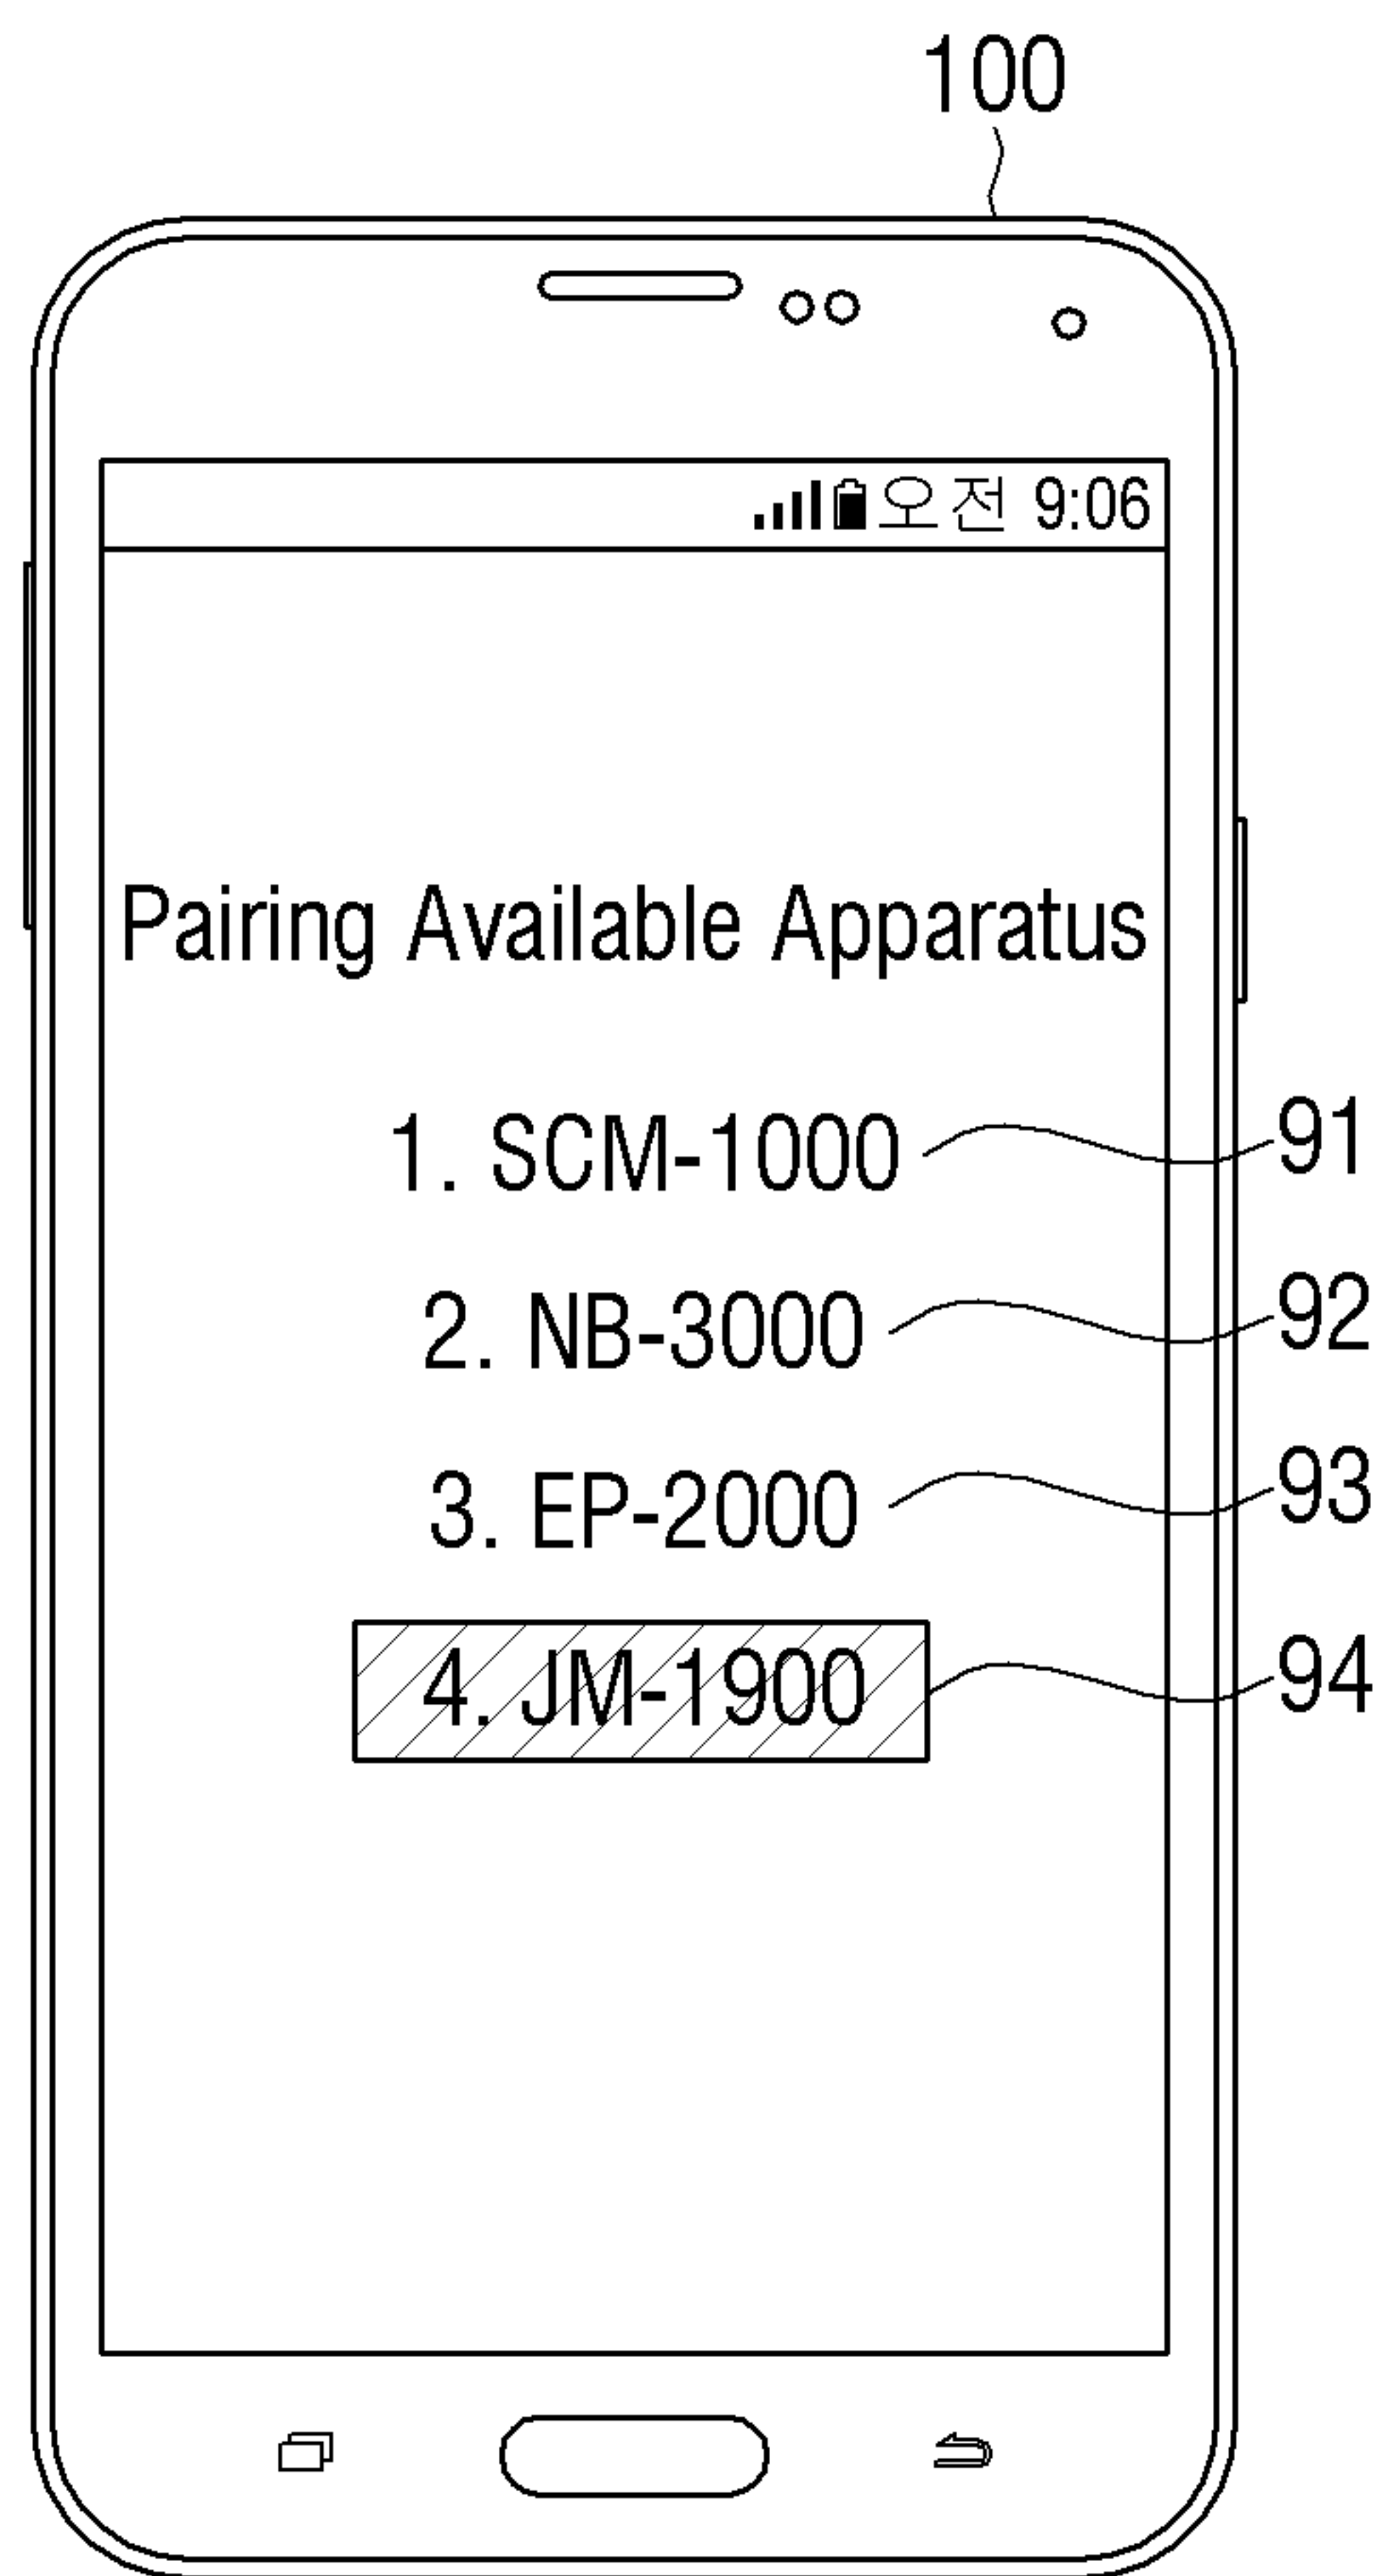 100
오전 9:06
Pairing Available Apparatus
1. SCM-1000 91
2. NB-3000 92
3. EP-2000 93
4. JM-1900 94